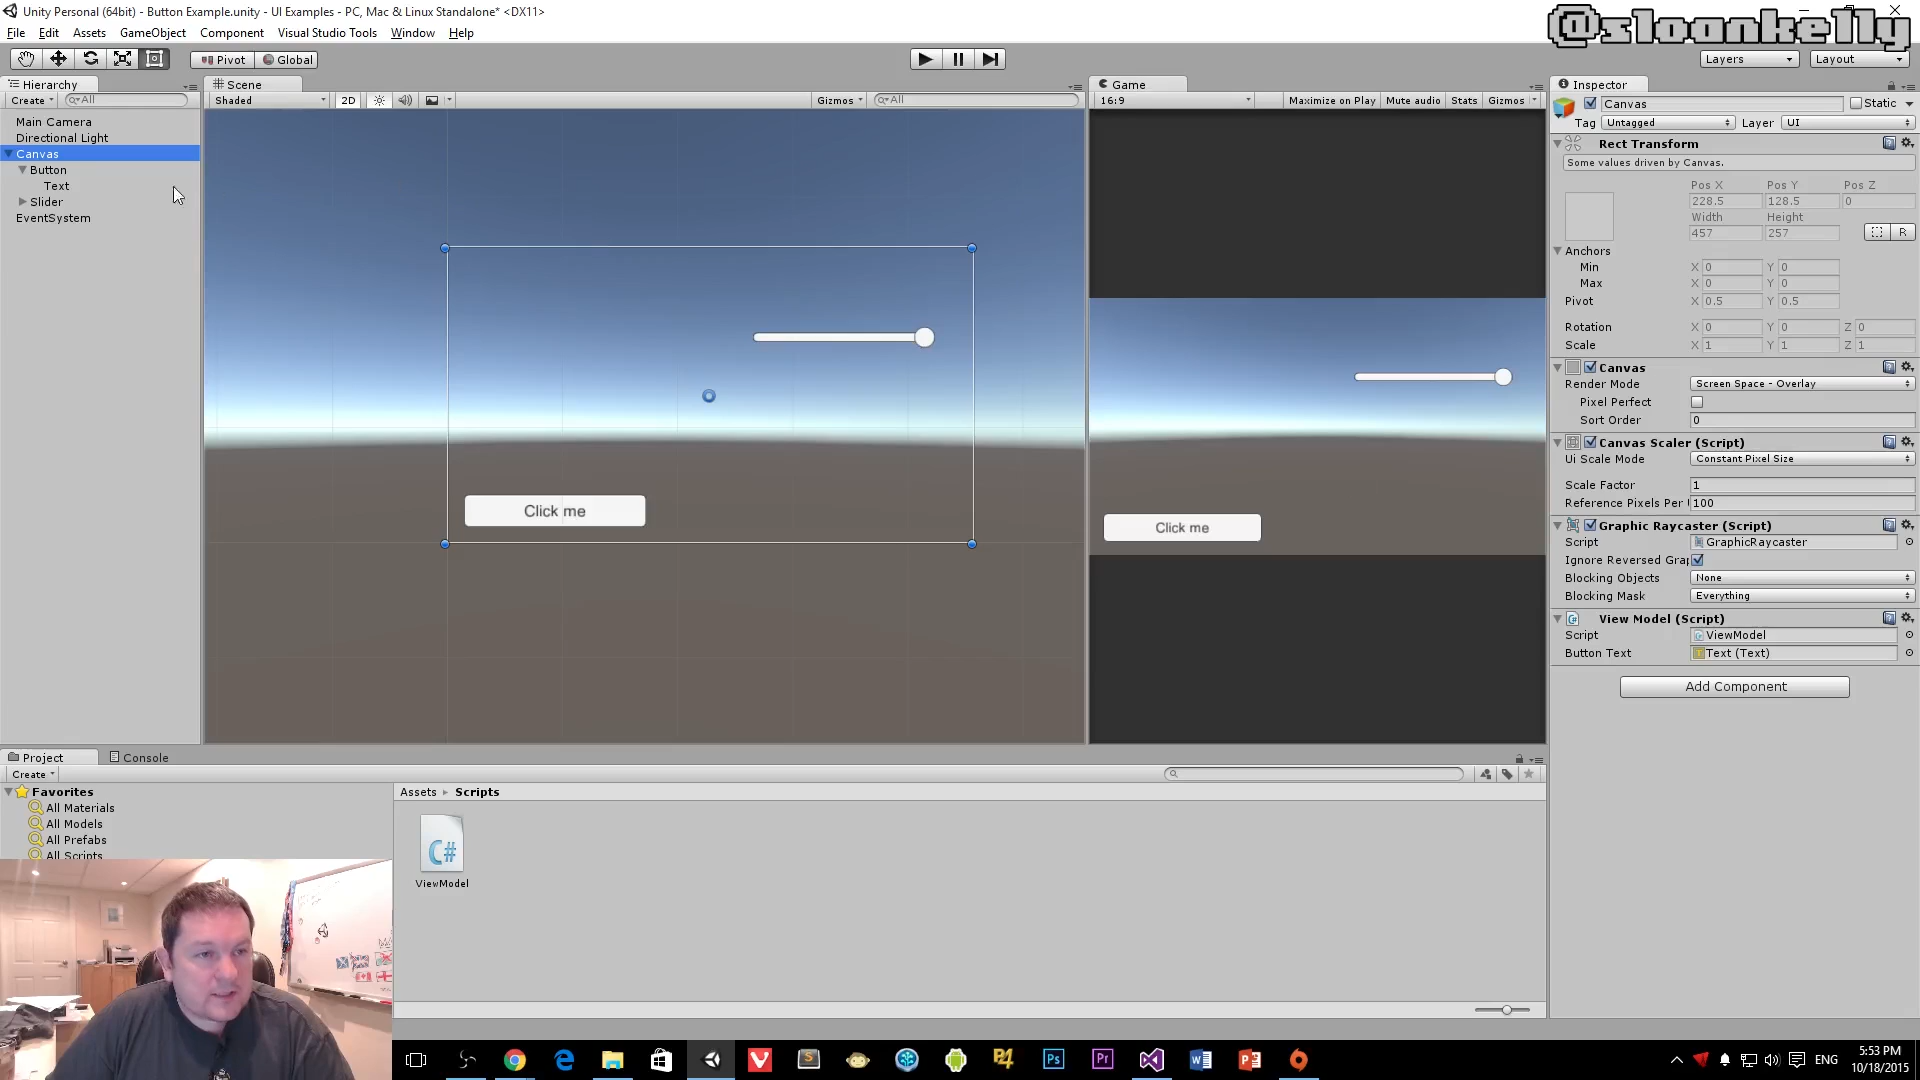 Unity Personal (64bit) - Button Example.unity - UI Examples - PC, Mac & Linux Standalone* <DX11>
@sloankelly
File Edit Assets GameObject Component Visual Studio Tools Window Help
Pivot Global
Layers Layout
Hierarchy
Create All
Main Camera
Directional Light
Canvas
Button
Text
Slider
EventSystem
Scene
Shaded 2D Gizmos All
Click me
Game
16:9 Maximize on Play Mute audio Stats Gizmos
Click me
Inspector
Canvas Static
Tag Untagged Layer UI
Rect Transform
Some values driven by Canvas.
Pos X Pos Y Pos Z
228.5 128.5 0
Width Height
457 257 R
Anchors
Min X 0 Y 0
Max X 0 Y 0
Pivot X 0.5 Y 0.5
Rotation X 0 Y 0 Z 0
Scale X 1 Y 1 Z 1
Canvas
Render Mode Screen Space - Overlay
Pixel Perfect
Sort Order 0
Canvas Scaler (Script)
Ui Scale Mode Constant Pixel Size
Scale Factor 1
Reference Pixels Per 100
Graphic Raycaster (Script)
Script GraphicRaycaster
Ignore Reversed Gra
Blocking Objects None
Blocking Mask Everything
View Model (Script)
Script ViewModel
Button Text Text (Text)
Add Component
Project Console
Create
Favorites
All Materials
All Models
All Prefabs
All Scripts
Assets Scripts
C#
ViewModel
ENG
5:53 PM
10/18/2015